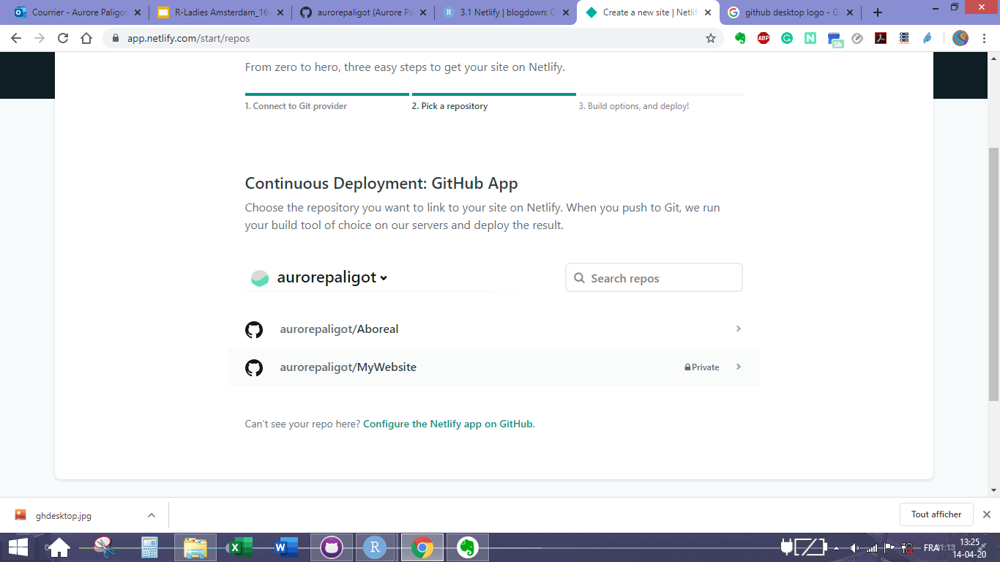 Courrier - Aurore Paligot
R-Ladies Amsterdam_16
aurorepaligot (Aurore Pa
3.1 Netlify | blogdown: C
Create a new site | Netlif
github desktop logo - G
app.netlify.com/start/repos
ABP
5h
From zero to hero, three easy steps to get your site on Netlify.
1. Connect to Git provider
2. Pick a repository
3. Build options, and deploy!
Continuous Deployment: GitHub App
Choose the repository you want to link to your site on Netlify. When you push to Git, we run
your build tool of choice on our servers and deploy the result.
aurorepaligot
Search repos
aurorepaligot/Aboreal
aurorepaligot/MyWebsite
Private
Can't see your repo here? Configure the Netlify app on GitHub.
ghdesktop.jpg
Tout afficher
FRA
13:25
14-04-20